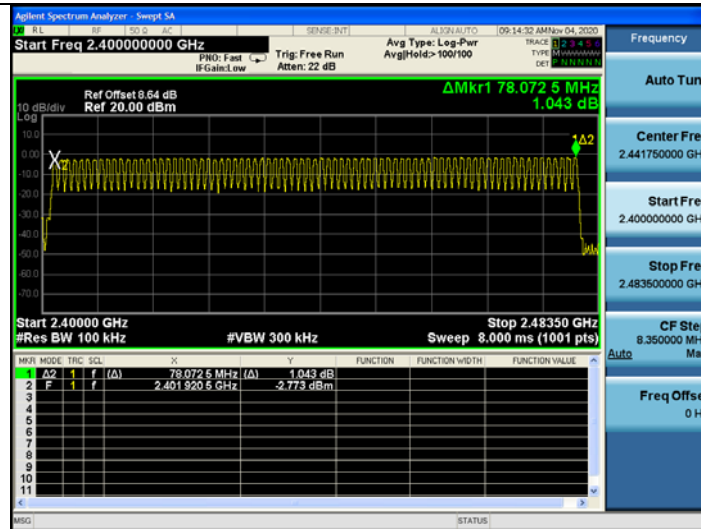 Agilent Spectrum Analyzer - Swept SA
RL RF 50 Ω AC SENSE:INT ALIGNAUTO 09:14:32 AM Nov 04, 2020
Start Freq 2.400000000 GHz
PNO: Fast
IFGain:Low
Trig: Free Run
Atten: 22 dB
Avg Type: Log-Pwr
Avg|Hold:>100/100
TRACE 1 2 3 4 5 6
TYPE M
DET P N N N N N
ΔMkr1 78.072 5 MHz
1.043 dB
Ref Offset 8.64 dB
Ref 20.00 dBm
10 dB/div
Log
10.0
0.00
-10.0
-20.0
-30.0
-40.0
-50.0
-60.0
-70.0
X2
1Δ2
Start 2.40000 GHz
Stop 2.48350 GHz
#Res BW 100 kHz
#VBW 300 kHz
Sweep 8.000 ms (1001 pts)
MKR MODE TRC SCL X Y FUNCTION FUNCTION WIDTH FUNCTION VALUE
1 Δ2 1 f (Δ) 78.072 5 MHz (Δ) 1.043 dB
2 F 1 f 2.401 920 5 GHz -2.773 dBm
3
4
5
6
7
8
9
10
11
MSG
STATUS
Frequency
Auto Tun
Center Fre
2.441750000 GH
Start Fre
2.400000000 GH
Stop Fre
2.483500000 GH
CF Ste
8.350000 MH
Auto Ma
Freq Offse
0 H